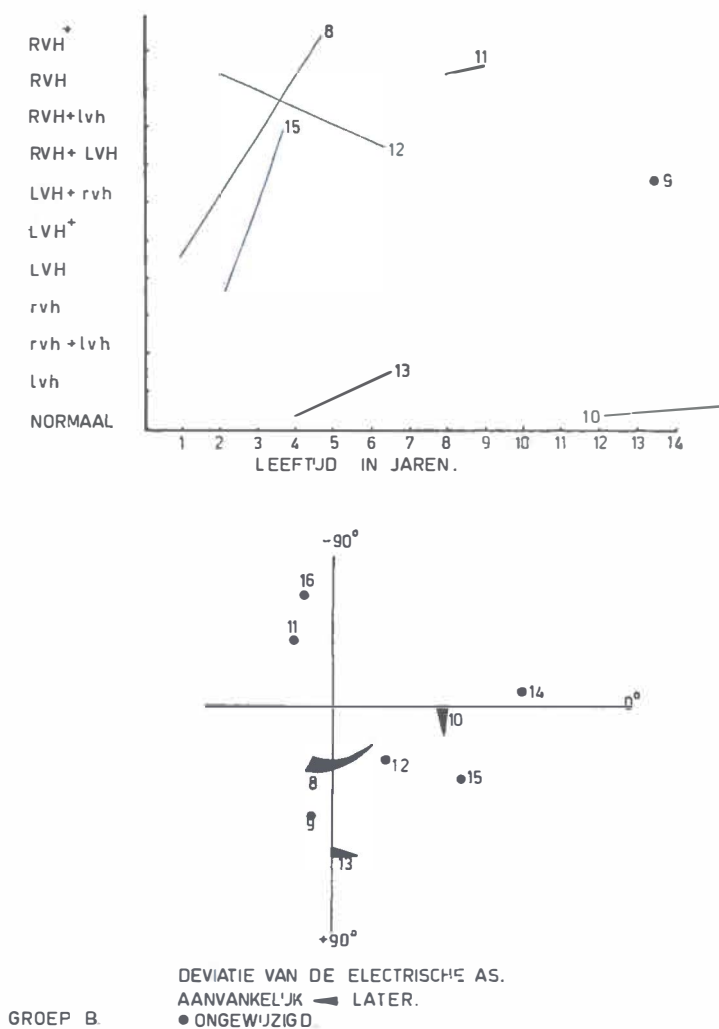 RVH+
8
11
RVH
RVH+lvh
15
RVH+ LVH
12
LVH+ rvh
9
LVH+
LVH
rvh
rvh+lvh
13
lvh
NORMAAL
10
1 2 3 4 5 6 7 8 9 10 11 12 13 14
LEEFTIJD IN JAREN.
-90°
16
11
14
0°
10
12
15
8
9
13
+90°
DEVIATIE VAN DE ELECTRISCHE AS.
AANVANKELIJK LATER.
GROEP B. ONGEWIJZIGD